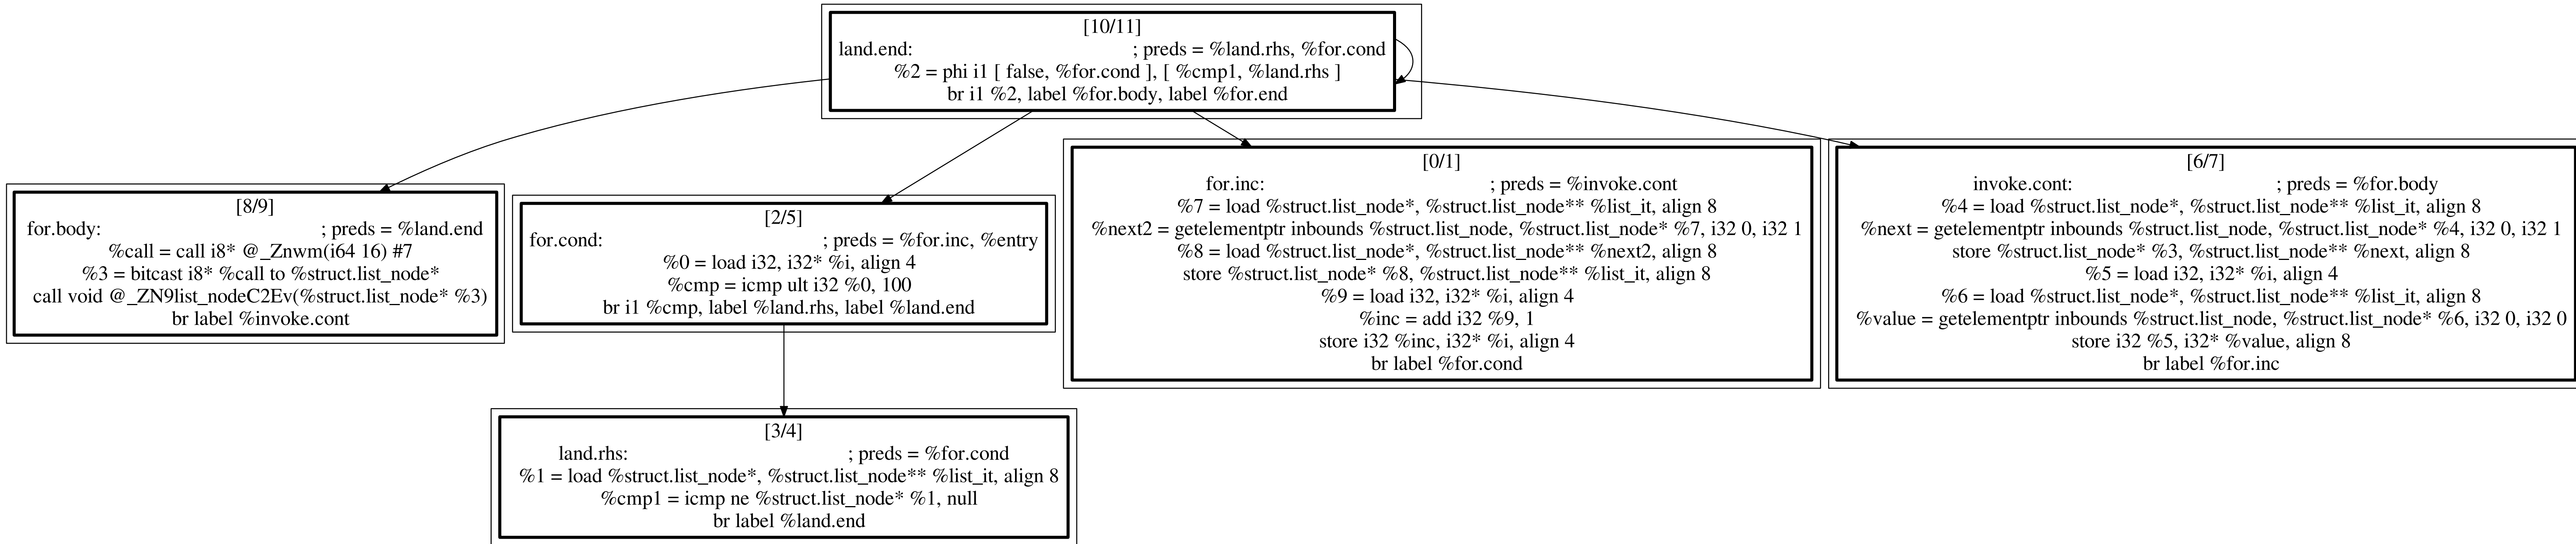 [10/11]
land.end: ; preds = %land.rhs, %for.cond
%2 = phi i1 [ false, %for.cond ], [ %cmp1, %land.rhs ]
br i1 %2, label %for.body, label %for.end
[8/9]
for.body: ; preds = %land.end
%call = call i8* @_Znwm(i64 16) #7
%3 = bitcast i8* %call to %struct.list_node*
call void @_ZN9list_nodeC2Ev(%struct.list_node* %3)
br label %invoke.cont
[2/5]
for.cond: ; preds = %for.inc, %entry
%0 = load i32, i32* %i, align 4
%cmp = icmp ult i32 %0, 100
br i1 %cmp, label %land.rhs, label %land.end
[0/1]
for.inc: ; preds = %invoke.cont
%7 = load %struct.list_node*, %struct.list_node** %list_it, align 8
%next2 = getelementptr inbounds %struct.list_node, %struct.list_node* %7, i32 0, i32 1
%8 = load %struct.list_node*, %struct.list_node** %next2, align 8
store %struct.list_node* %8, %struct.list_node** %list_it, align 8
%9 = load i32, i32* %i, align 4
%inc = add i32 %9, 1
store i32 %inc, i32* %i, align 4
br label %for.cond
[6/7]
invoke.cont: ; preds = %for.body
%4 = load %struct.list_node*, %struct.list_node** %list_it, align 8
%next = getelementptr inbounds %struct.list_node, %struct.list_node* %4, i32 0, i32 1
store %struct.list_node* %3, %struct.list_node** %next, align 8
%5 = load i32, i32* %i, align 4
%6 = load %struct.list_node*, %struct.list_node** %list_it, align 8
%value = getelementptr inbounds %struct.list_node, %struct.list_node* %6, i32 0, i32 0
store i32 %5, i32* %value, align 8
br label %for.inc
[3/4]
land.rhs: ; preds = %for.cond
%1 = load %struct.list_node*, %struct.list_node** %list_it, align 8
%cmp1 = icmp ne %struct.list_node* %1, null
br label %land.end